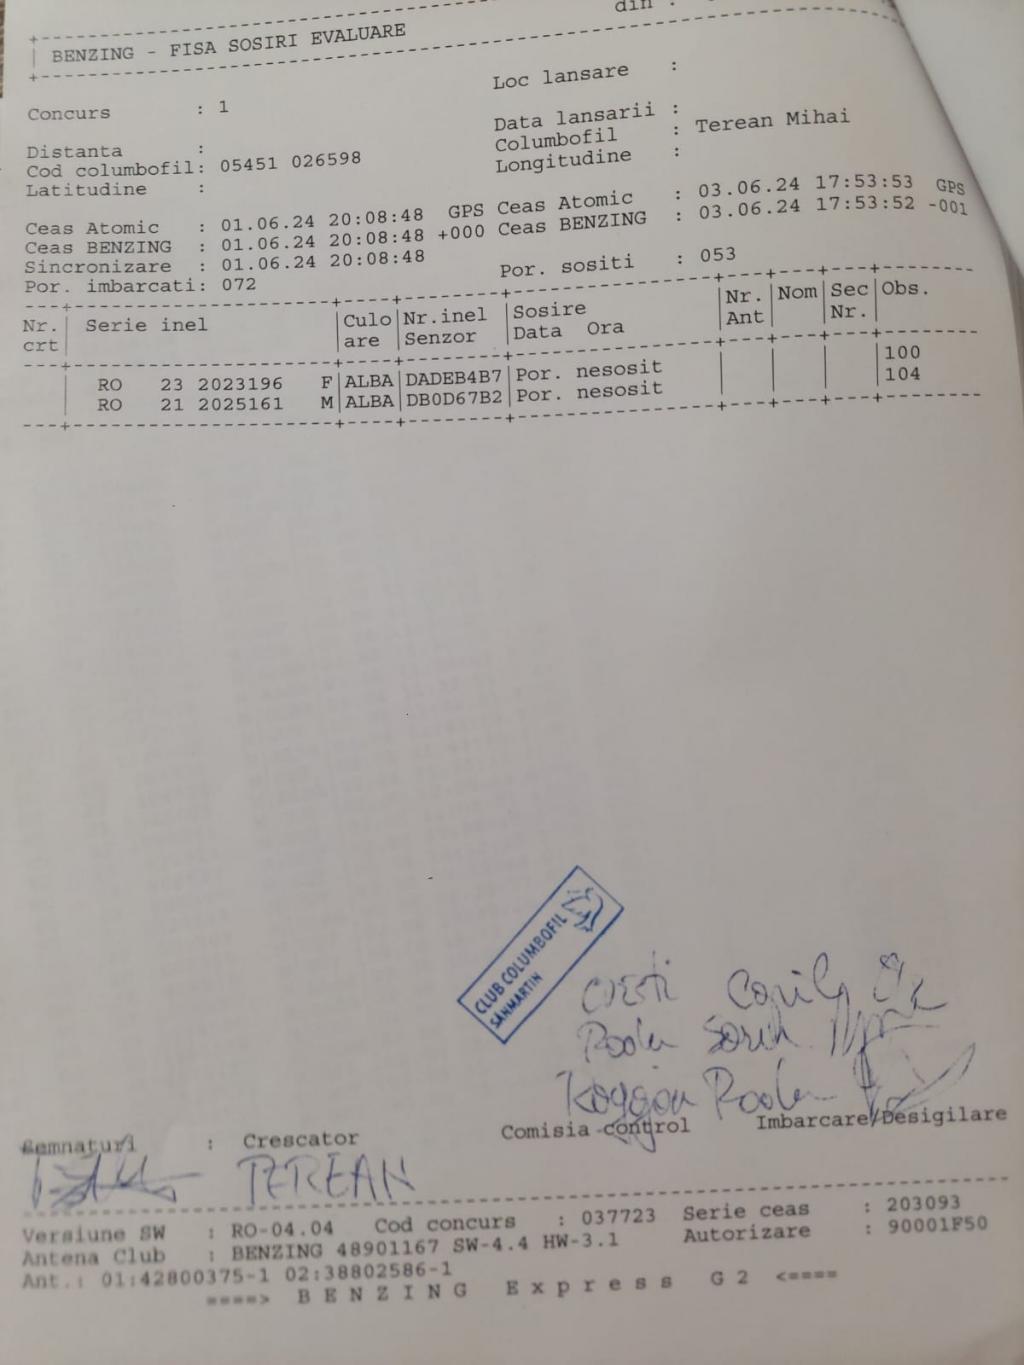 din :
BENZING - FISA SOSIRI EVALUARE
Loc lansare :
Concurs : 1
Data lansarii :
Distanta : Columbofil : Terean Mihai
Cod columbofil: 05451 026598 Longitudine :
Latitudine :
Ceas Atomic : 01.06.24 20:08:48 GPS Ceas Atomic : 03.06.24 17:53:53 GPS
Ceas BENZING : 01.06.24 20:08:48 +000 Ceas BENZING : 03.06.24 17:53:52 -001
Sincronizare : 01.06.24 20:08:48
Por. imbarcati: 072 Por. sositi : 053
Nr. Serie inel Culo Nr.inel Sosire Nr. Nom Sec Obs.
crt are Senzor Data Ora Ant Nr.
RO 23 2023196 F ALBA DADEB4B7 Por. nesosit 100
RO 21 2025161 M ALBA DB0D67B2 Por. nesosit 104
CLUB COLUMBOFIL
SÂNMARTIN
Sorin
Semnaturi : Crescator Comisia control Imbarcare/Desigilare
TEREAN
Versiune SW : RO-04.04 Cod concurs : 037723 Serie ceas : 203093
Antena Club : BENZING 48901167 SW-4.4 HW-3.1 Autorizare : 90001F50
Ant.: 01:42800375-1 02:38802586-1
====> B E N Z I N G E x p r e s s G 2 <====